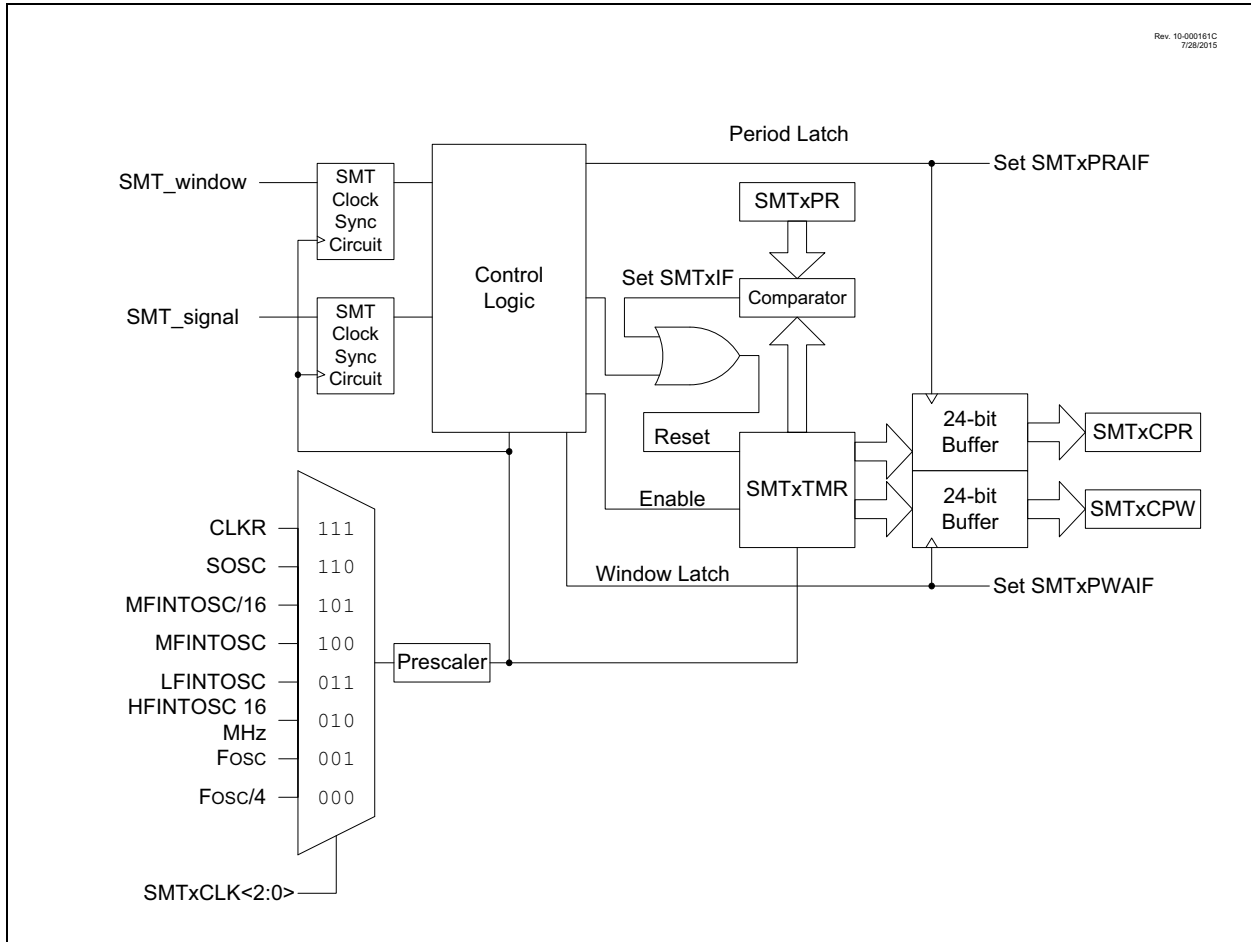 Rev. 10-000161C
7/28/2015
Period Latch
SMT_window
SMT
Clock
Sync
Circuit
Set SMTxPRAIF
SMTxPR
Control
Logic
Set SMTxIF
Comparator
SMT_signal
SMT
Clock
Sync
Circuit
Reset
SMTxTMR
24-bit
Buffer
SMTxCPR
Enable
24-bit
Buffer
SMTxCPW
Window Latch
Set SMTxPWAIF
CLKR 111
SOSC 110
MFINTOSC/16 101
MFINTOSC 100
LFINTOSC 011
HFINTOSC 16
MHz 010
FOSC 001
FOSC/4 000
Prescaler
SMTxCLK<2:0>